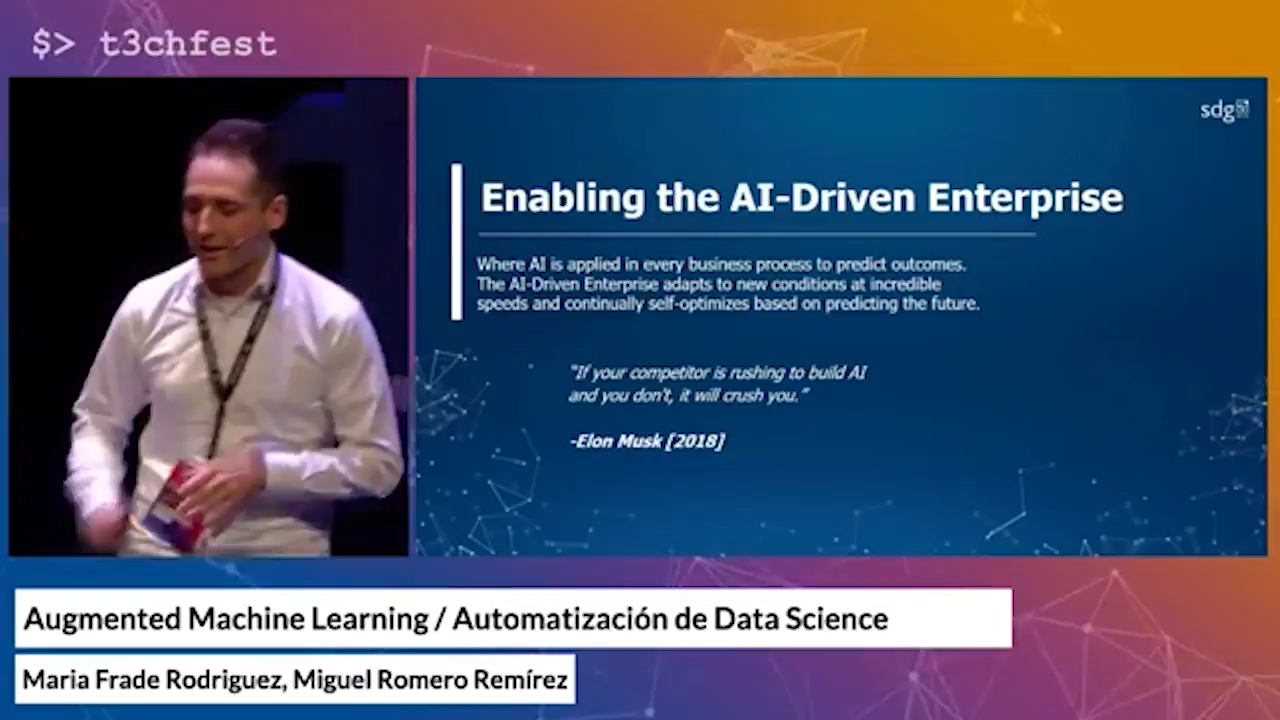 $> t3chfest
sdg
Enabling the AI-Driven Enterprise
Where AI is applied in every business process to predict outcomes.
The AI-Driven Enterprise adapts to new conditions at incredible
speeds and continually self-optimizes based on predicting the future.
"If your competitor is rushing to build AI
and you don't, it will crush you."
-Elon Musk [2018]
Augmented Machine Learning / Automatización de Data Science
Maria Frade Rodriguez, Miguel Romero Remírez